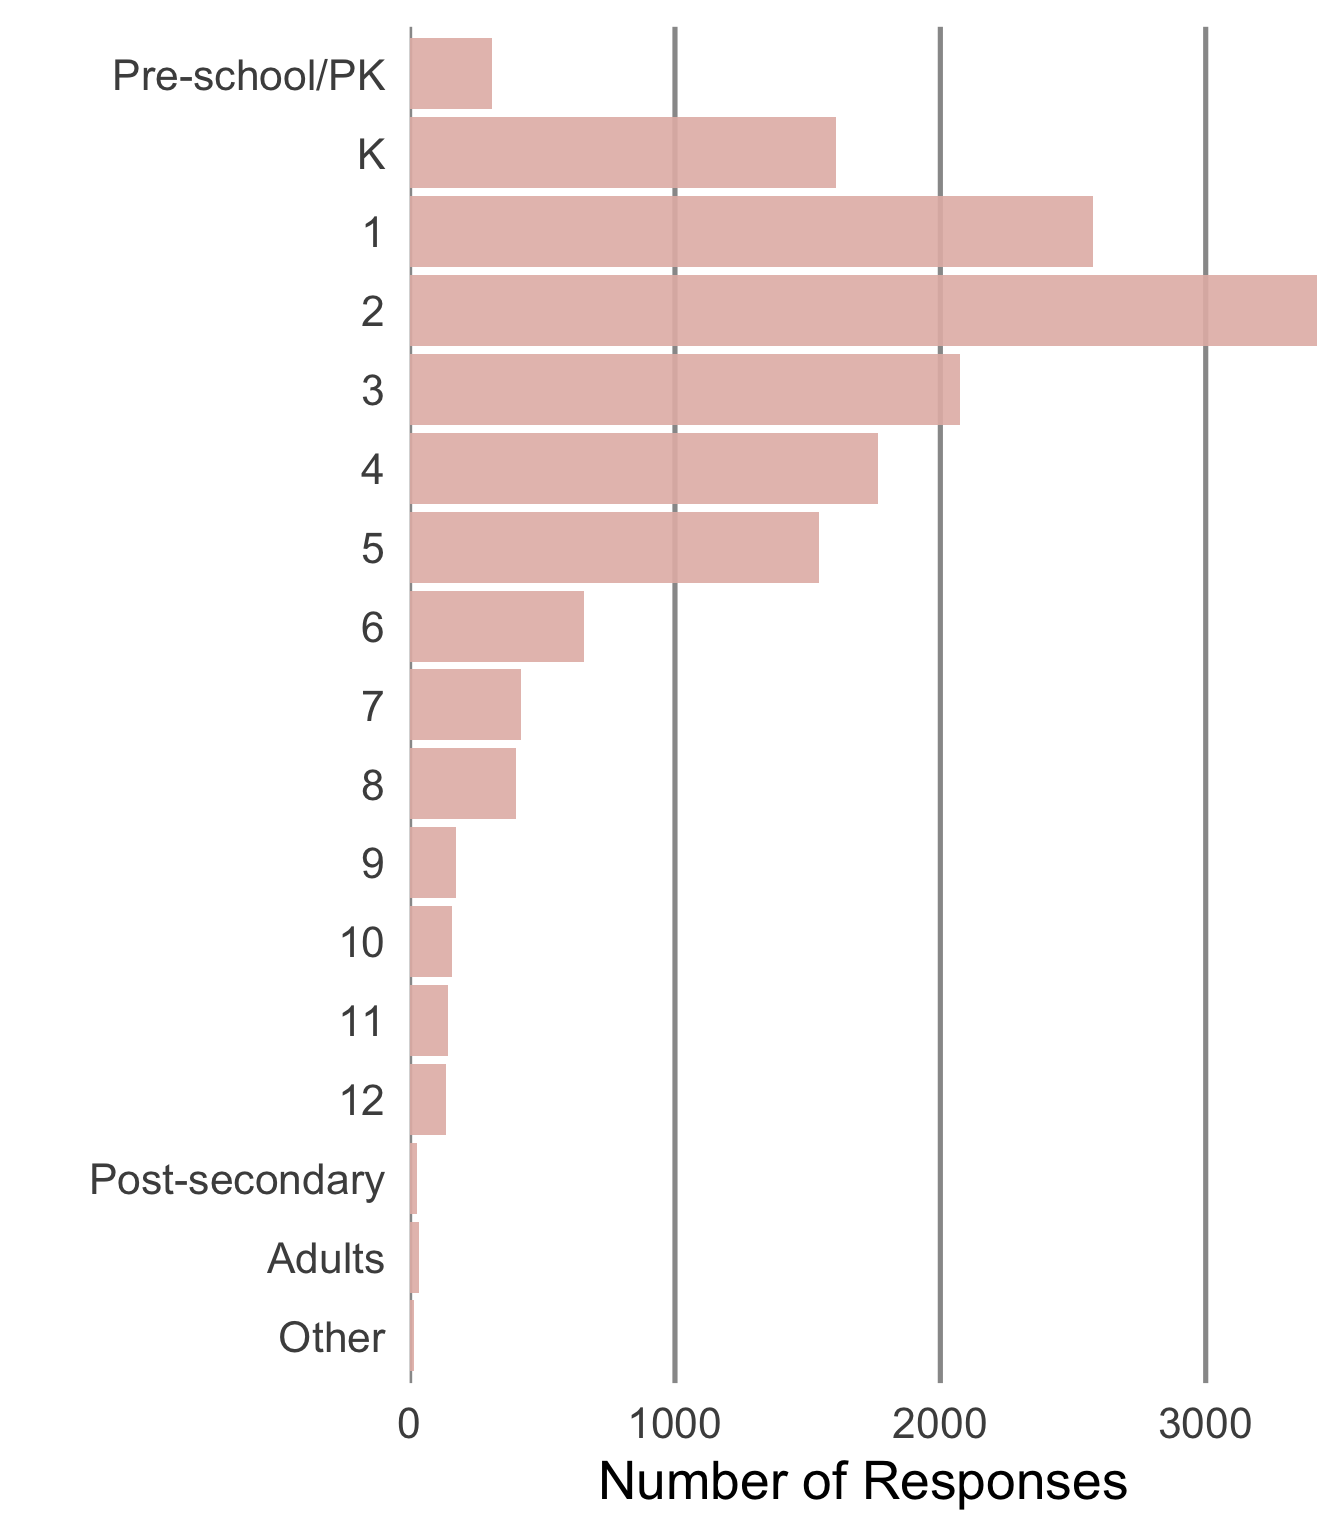 Pre-school/PK
K
1
2
3
4
5
6
7
8
9
10
11
12
Post-secondary
Adults
Other
0 1000 2000 3000
Number of Responses